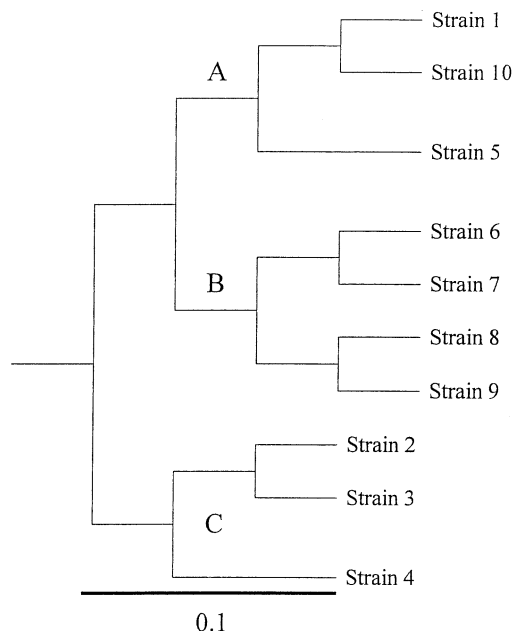 Strain 1
A
Strain 10
Strain 5
Strain 6
B
Strain 7
Strain 8
Strain 9
Strain 2
Strain 3
C
Strain 4
0.1